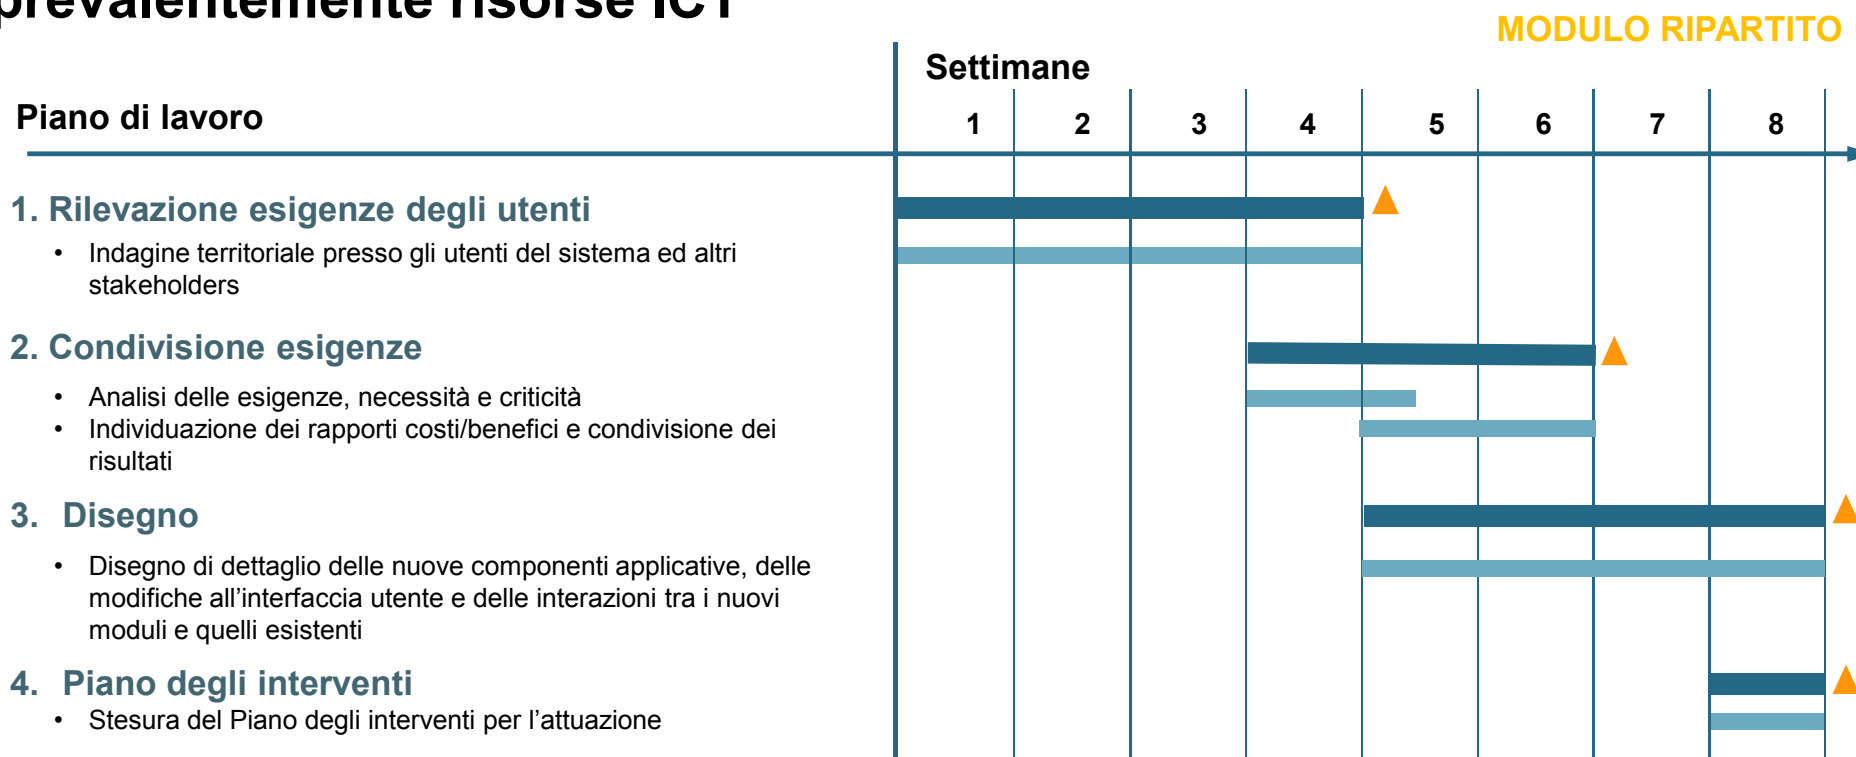 prevalentemente risorse ICT
MODULO RIPARTITO
Settimane
Piano di lavoro
1 2 3 4 5 6 7 8
1. Rilevazione esigenze degli utenti
• Indagine territoriale presso gli utenti del sistema ed altri
stakeholders
2. Condivisione esigenze
• Analisi delle esigenze, necessità e criticità
• Individuazione dei rapporti costi/benefici e condivisione dei
risultati
3. Disegno
• Disegno di dettaglio delle nuove componenti applicative, delle
modifiche all’interfaccia utente e delle interazioni tra i nuovi
moduli e quelli esistenti
4. Piano degli interventi
• Stesura del Piano degli interventi per l’attuazione